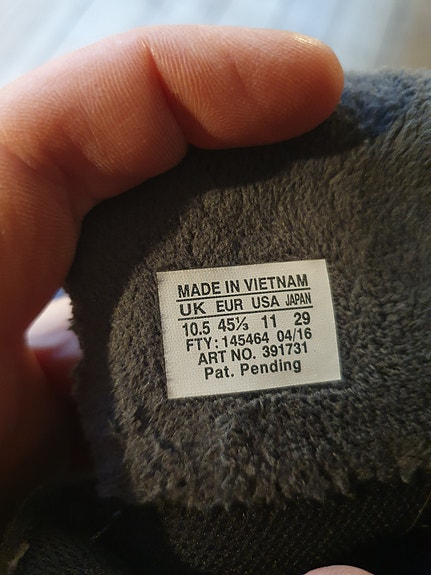 MADE IN VIETNAM
UK EUR USA JAPAN
10.5 45⅓ 11 29
FTY: 145464 04/16
ART NO. 391731
Pat. Pending